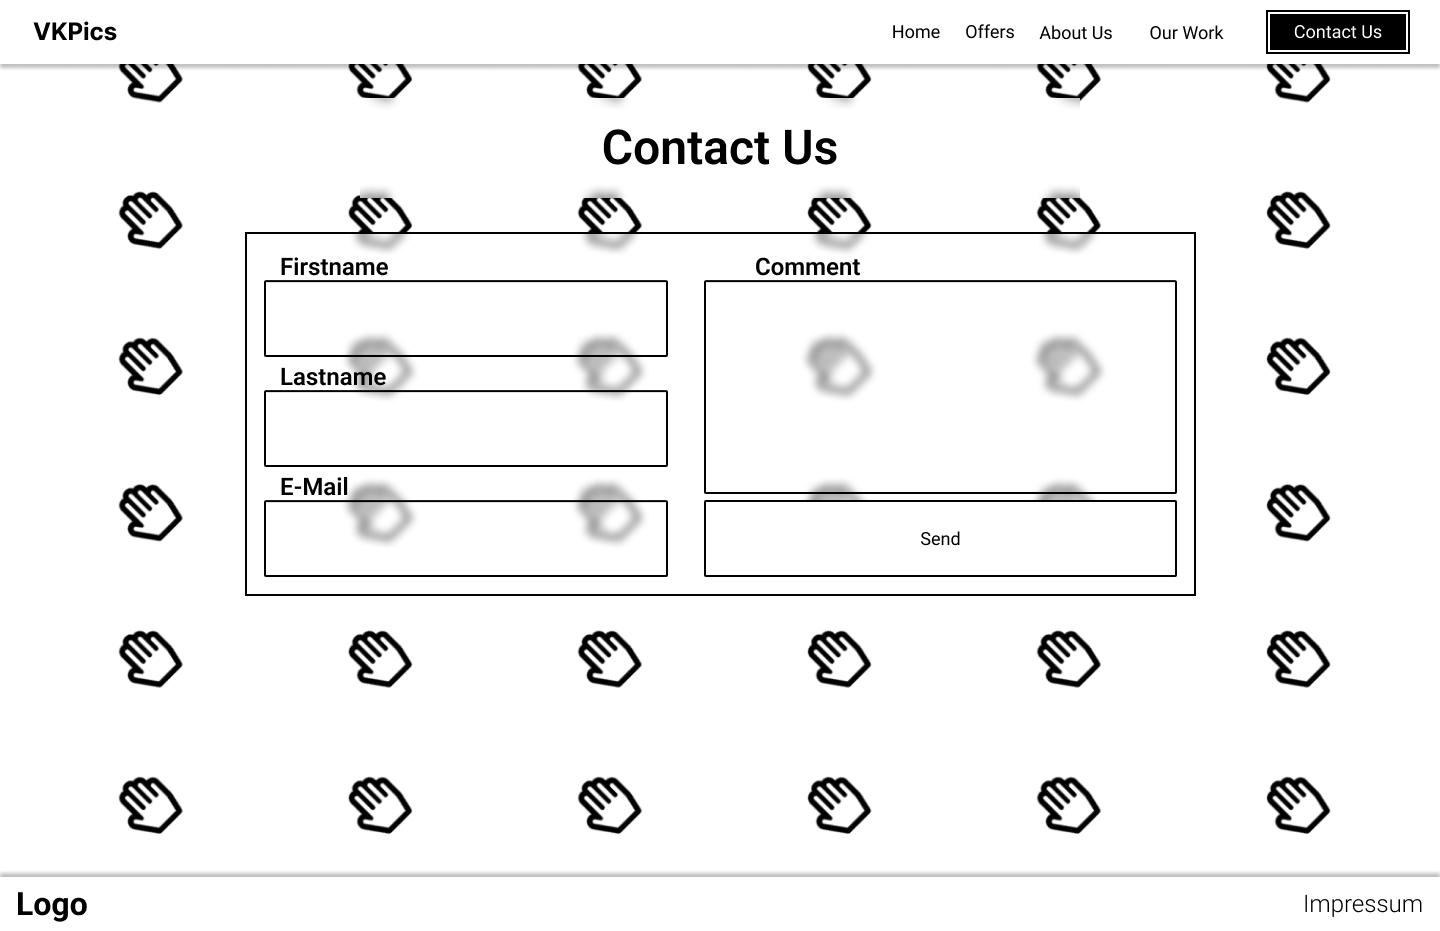 VKPics
Home Offers About Us Our Work Contact Us
Contact Us
Firstname
Lastname
E-Mail
Comment
Send
Logo
Impressum